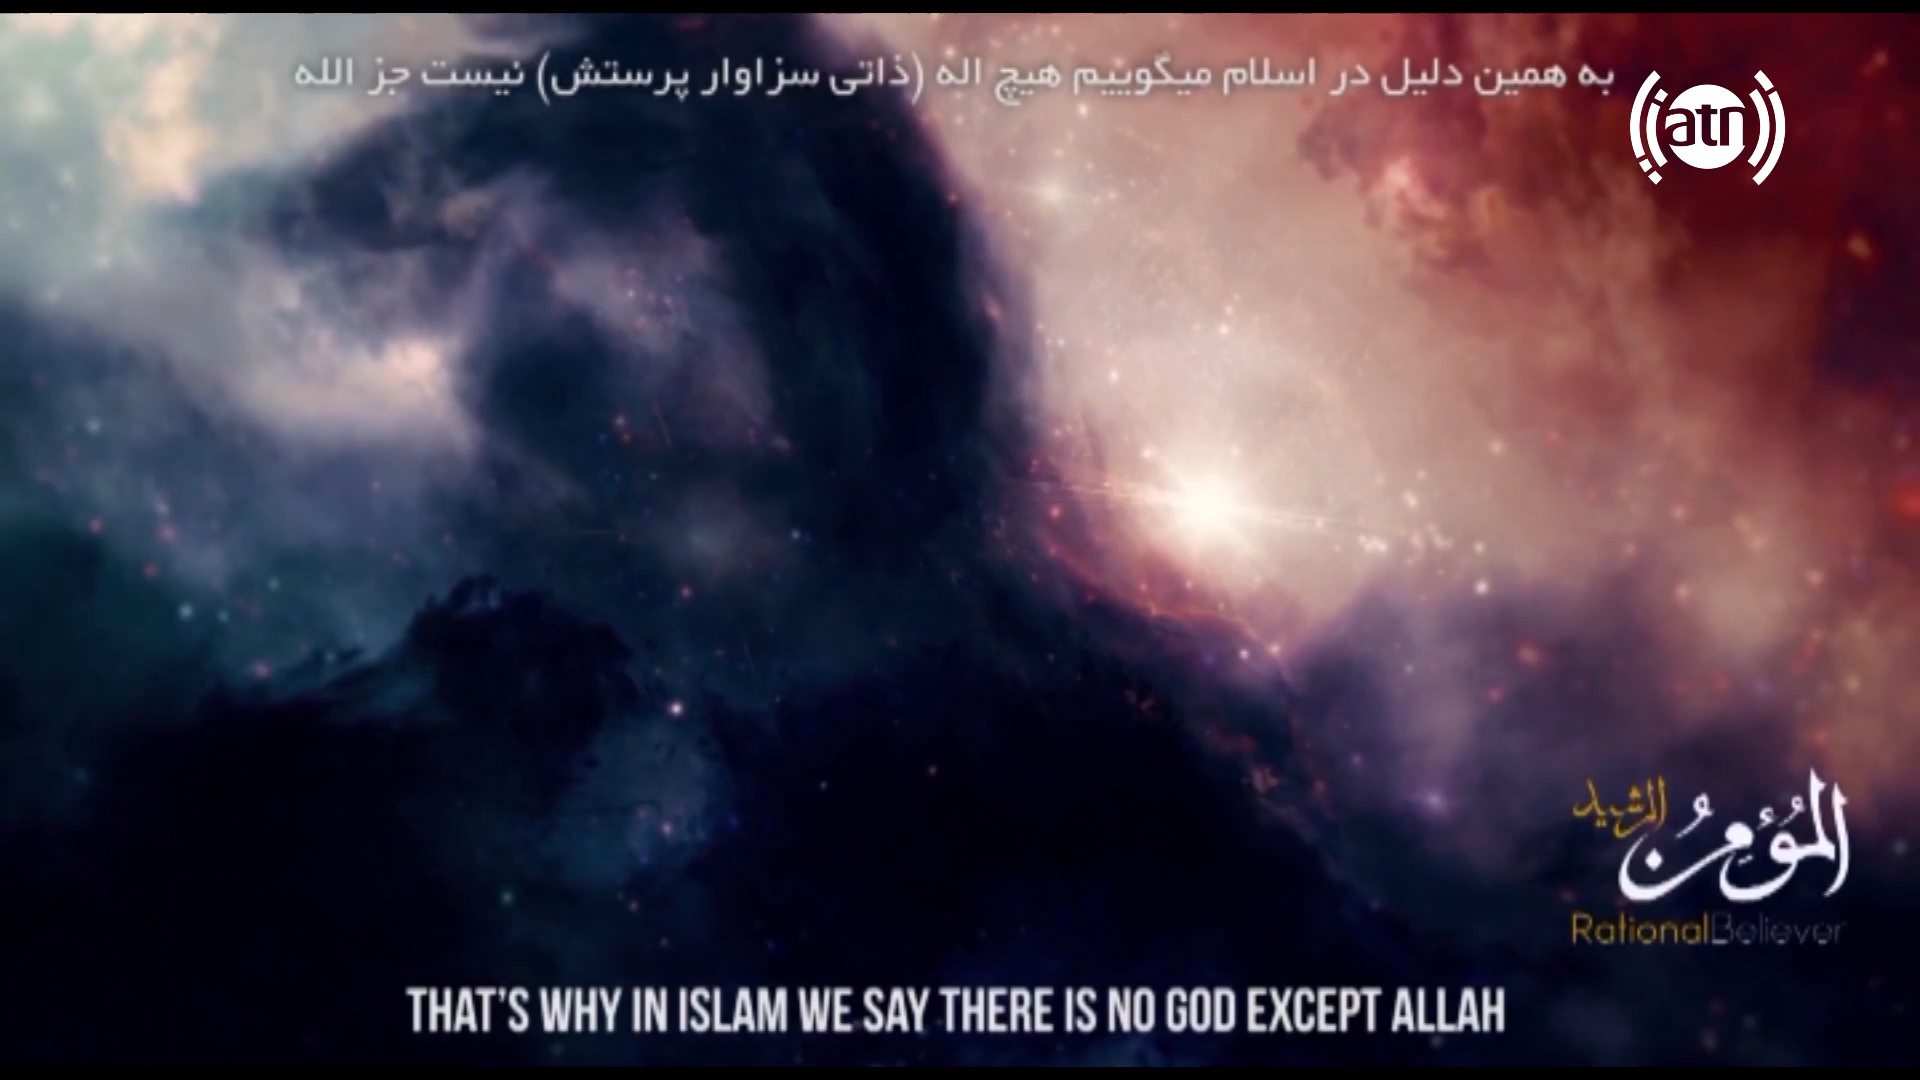 به همین دلیل در اسلام میگوییم هیچ اله (ذاتی سزاوار پرستش) نیست جز الله
atn
المؤمن الرشيد
RationalBeliever
THAT'S WHY IN ISLAM WE SAY THERE IS NO GOD EXCEPT ALLAH